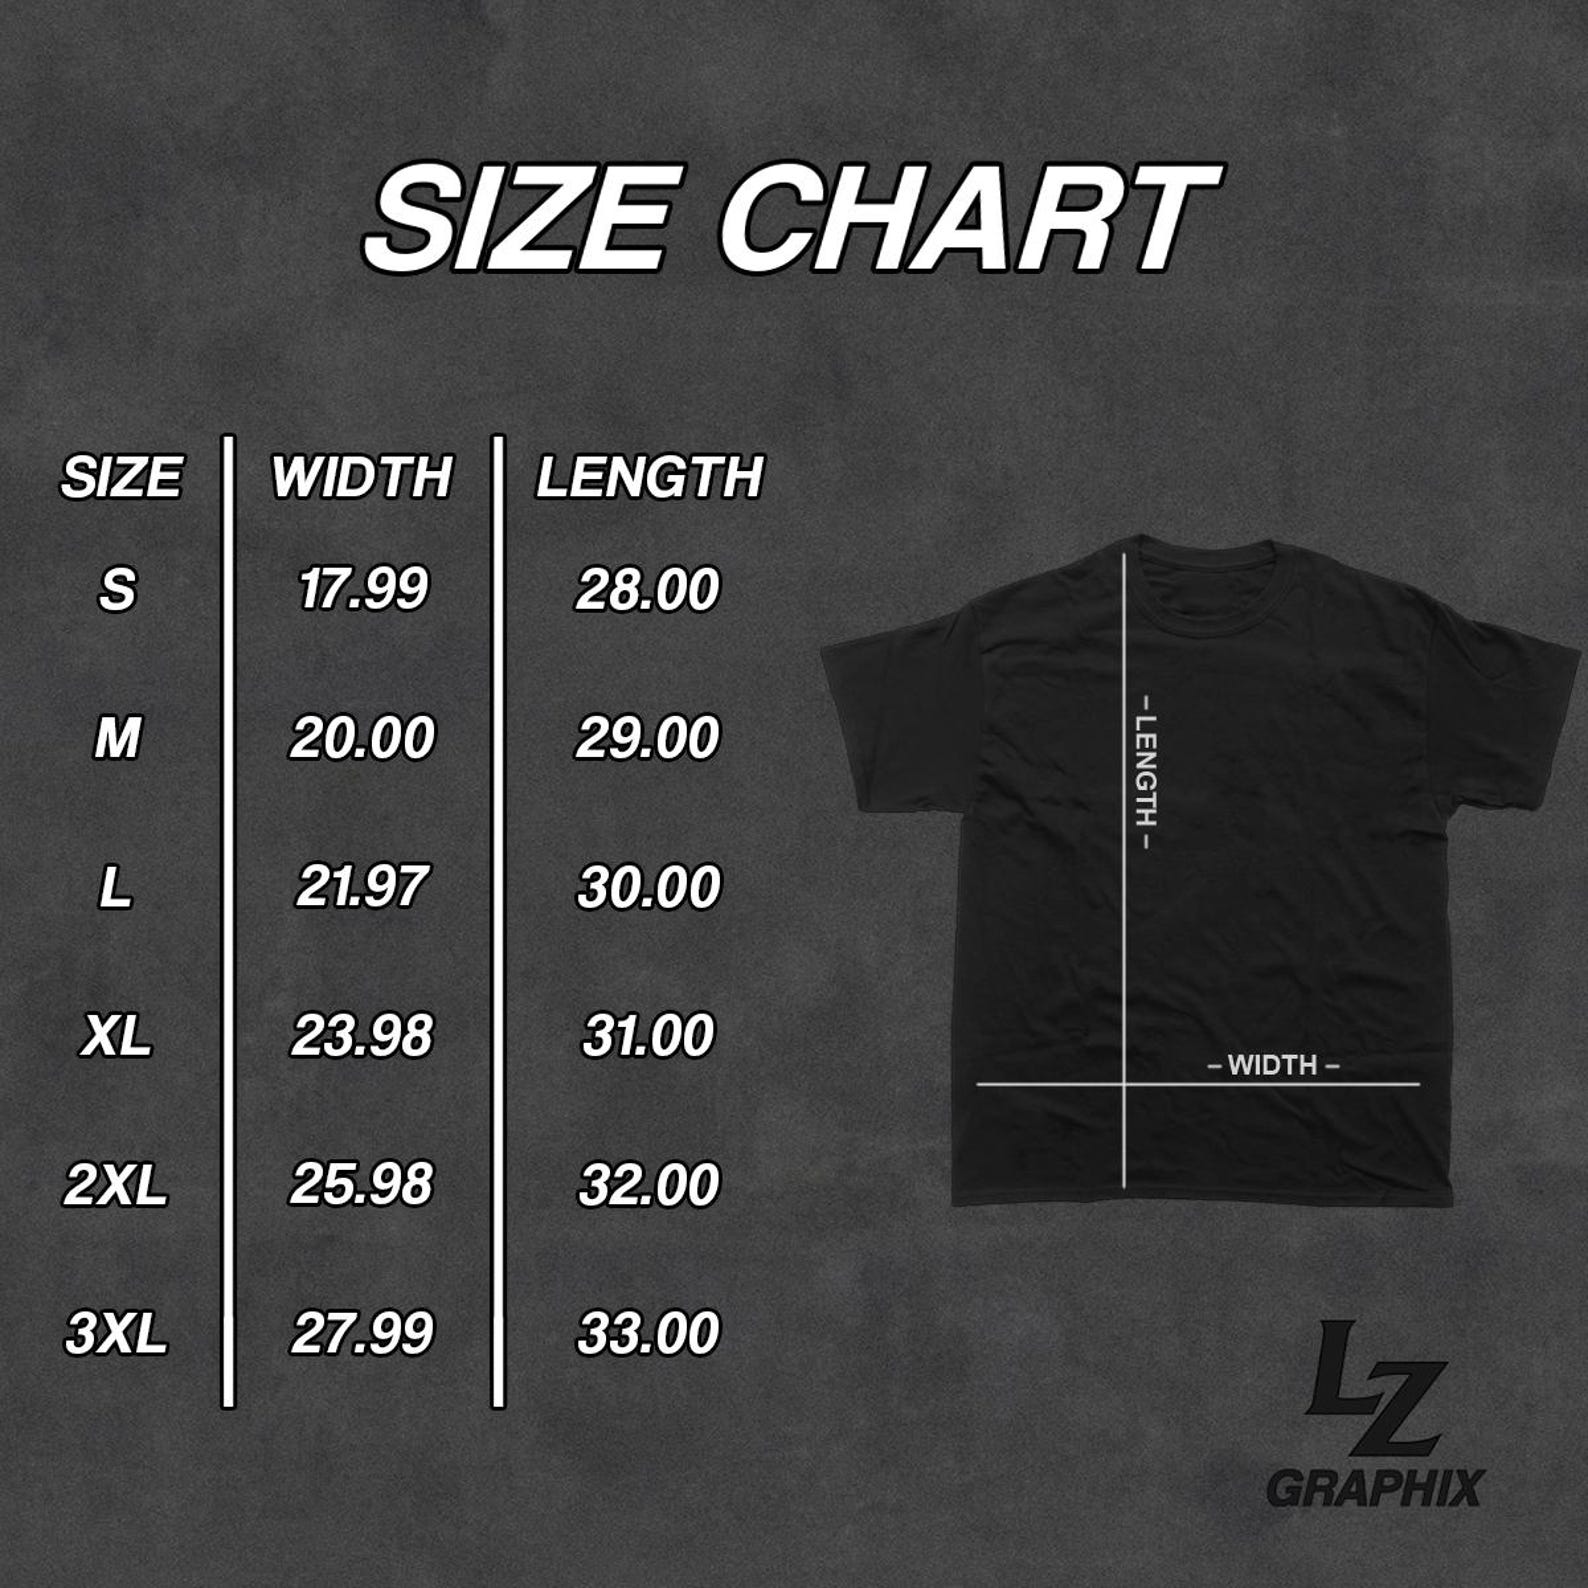 SIZE CHART
SIZE WIDTH LENGTH
S 17.99 28.00
M 20.00 29.00
L 21.97 30.00
XL 23.98 31.00
2XL 25.98 32.00
3XL 27.99 33.00
– LENGTH –
– WIDTH –
LZ
GRAPHIX